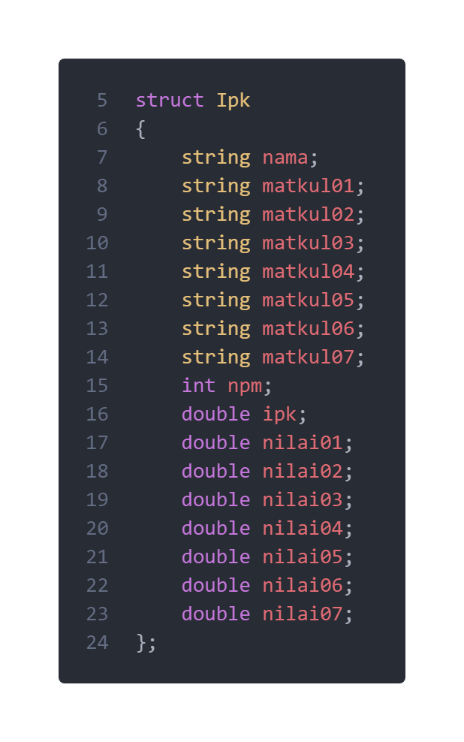 5 struct Ipk
6 {
7 string nama;
8 string matkul01;
9 string matkul02;
10 string matkul03;
11 string matkul04;
12 string matkul05;
13 string matkul06;
14 string matkul07;
15 int npm;
16 double ipk;
17 double nilai01;
18 double nilai02;
19 double nilai03;
20 double nilai04;
21 double nilai05;
22 double nilai06;
23 double nilai07;
24 };